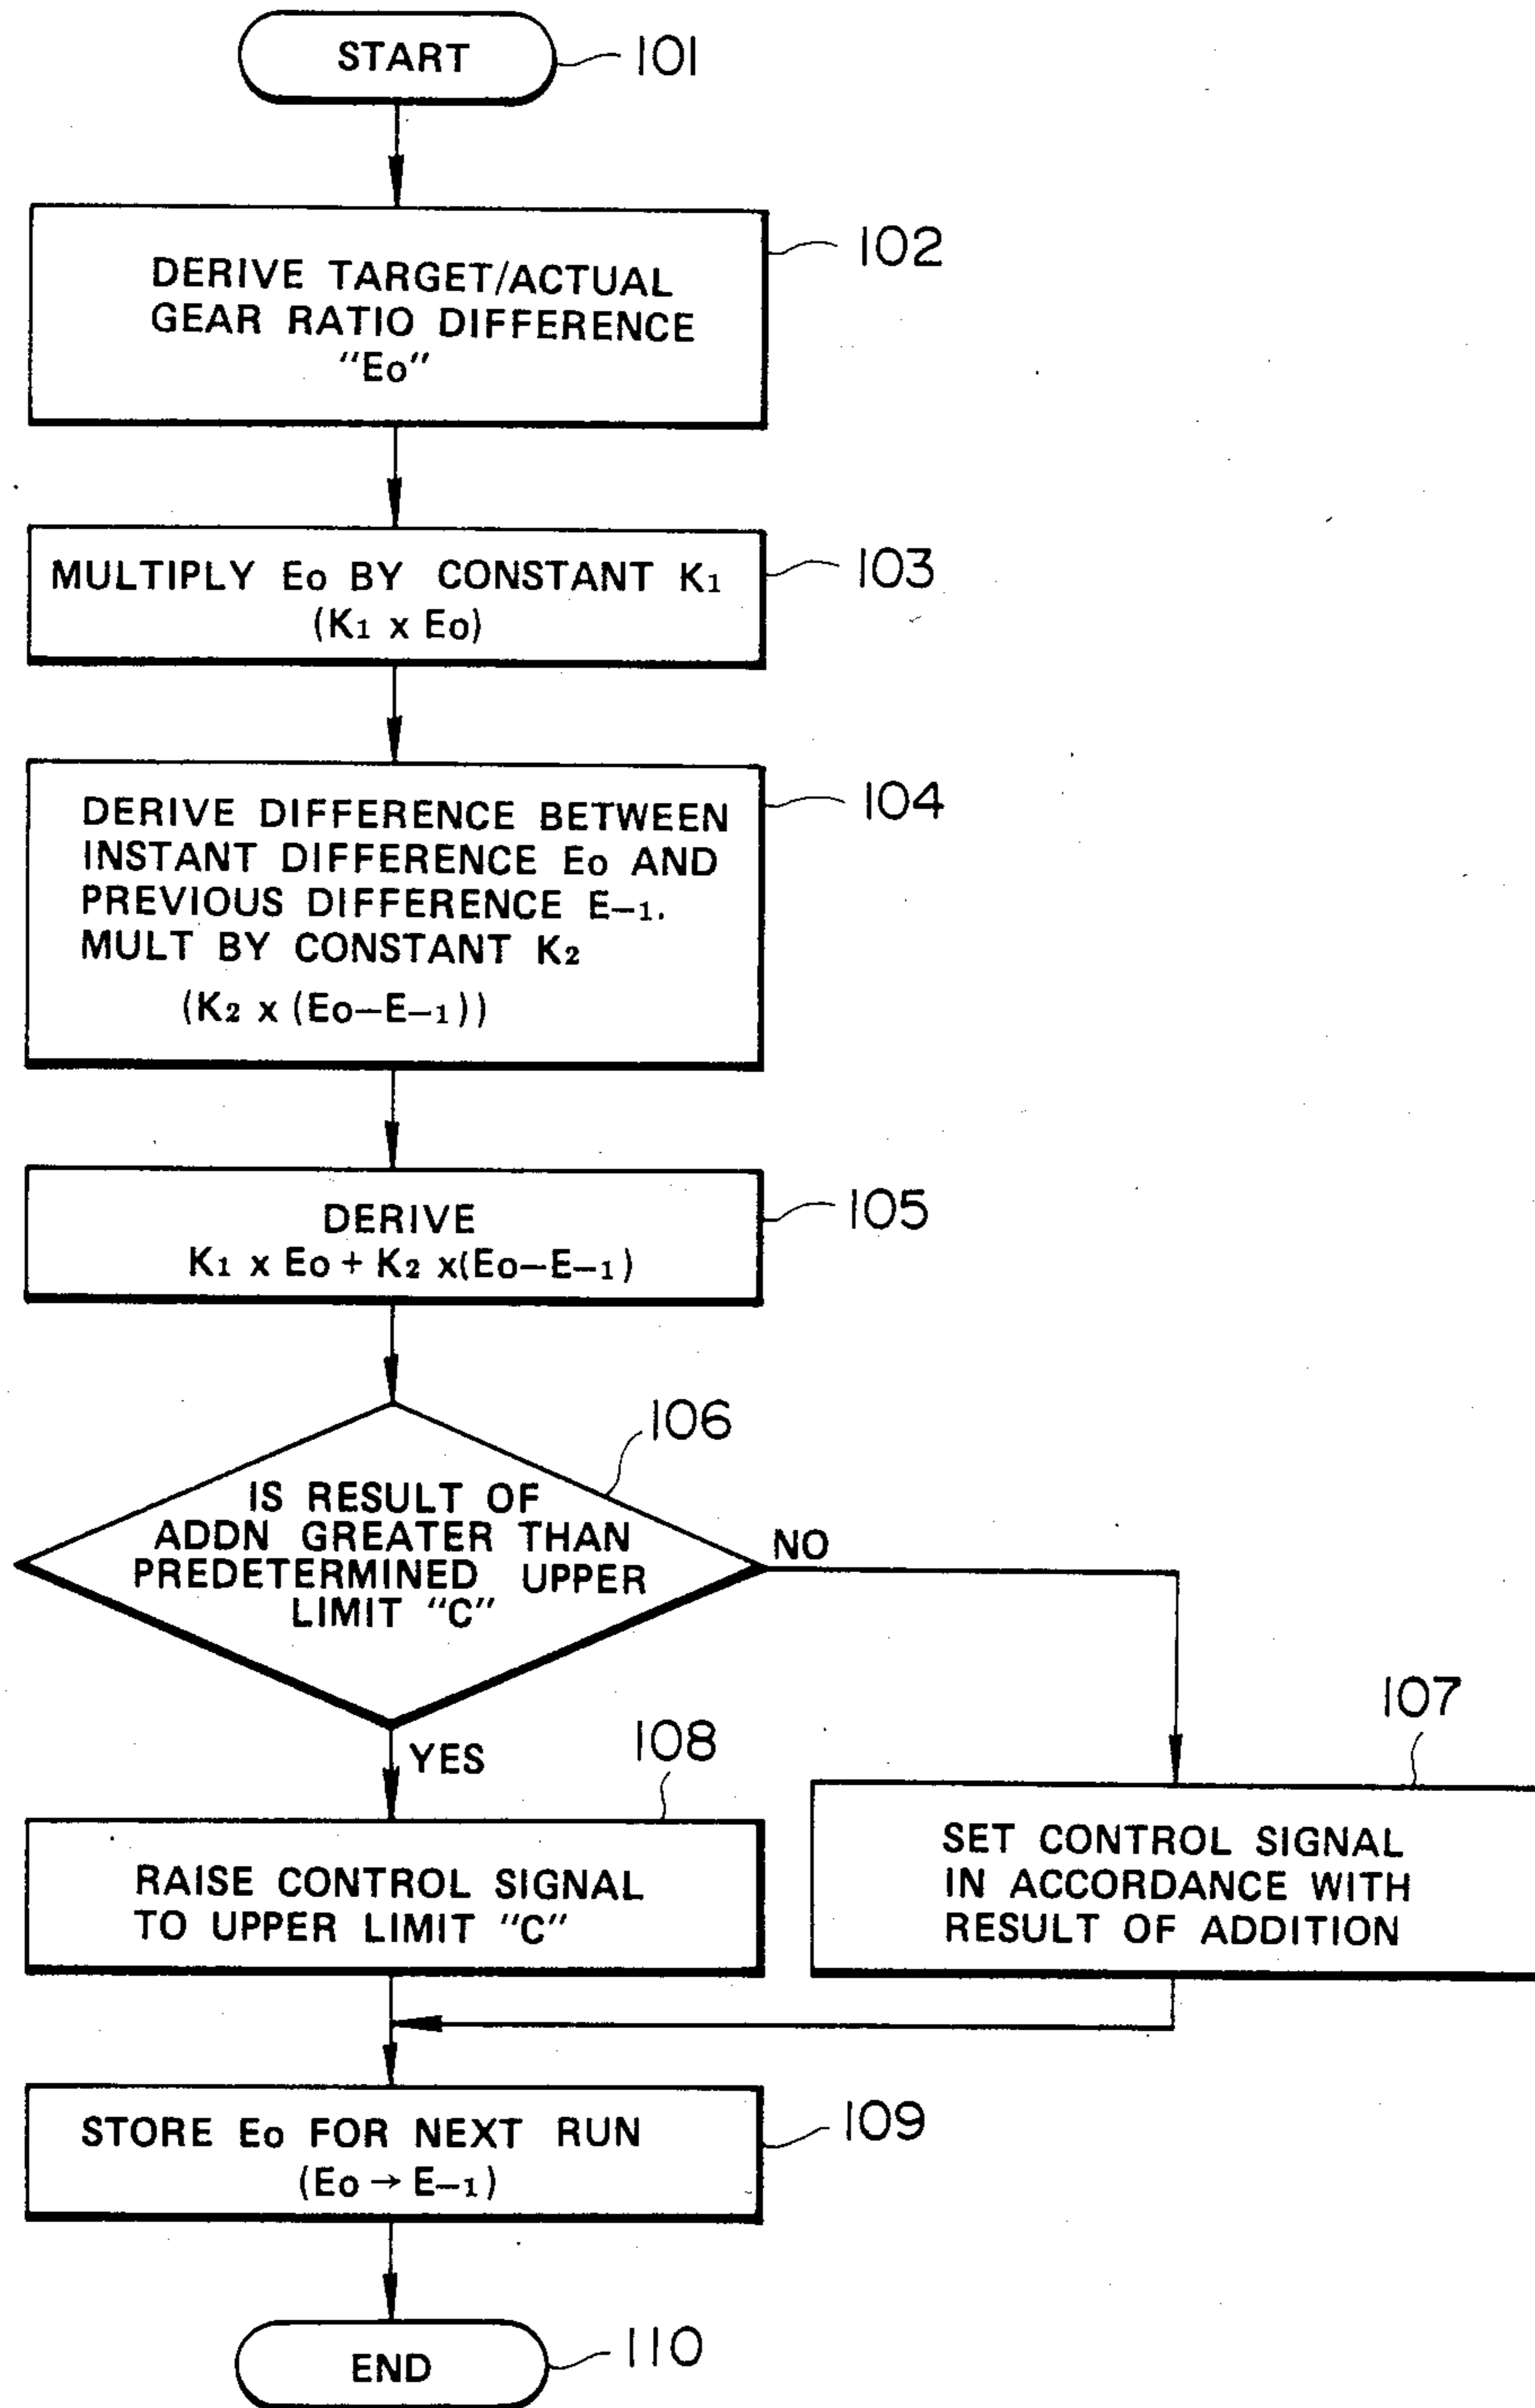 START
101
DERIVE TARGET/ACTUAL
GEAR RATIO DIFFERENCE
"Eo"
102
MULTIPLY Eo BY CONSTANT K1
(K1 x Eo)
103
DERIVE DIFFERENCE BETWEEN
INSTANT DIFFERENCE Eo AND
PREVIOUS DIFFERENCE E−1.
MULT BY CONSTANT K2
(K2 x (Eo−E−1))
104
DERIVE
K1 x Eo + K2 x(Eo−E−1)
105
106
IS RESULT OF
ADDN GREATER THAN
PREDETERMINED UPPER
LIMIT "C"
NO
YES
108
RAISE CONTROL SIGNAL
TO UPPER LIMIT "C"
107
SET CONTROL SIGNAL
IN ACCORDANCE WITH
RESULT OF ADDITION
STORE Eo FOR NEXT RUN
(Eo → E−1)
109
END
110